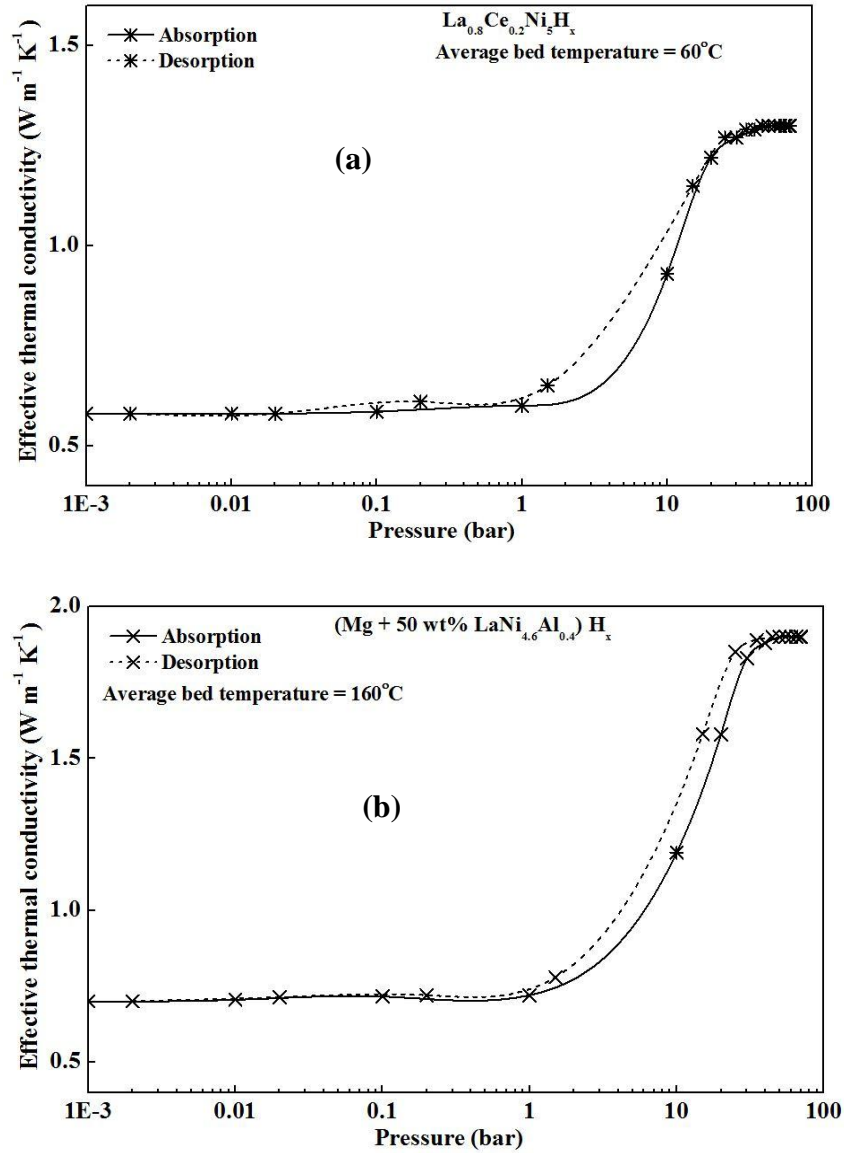 La0.8Ce0.2Ni5Hx
Average bed temperature = 60°C
Absorption
Desorption
(a)
Effective thermal conductivity (W m⁻¹ K⁻¹)
1.5
1.0
0.5
1E-3 0.01 0.1 1 10 100
Pressure (bar)
(Mg + 50 wt% LaNi4.6Al0.4) Hx
Absorption
Desorption
Average bed temperature = 160°C
(b)
Effective thermal conductivity (W m⁻¹ K⁻¹)
2.0
1.5
1.0
0.5
1E-3 0.01 0.1 1 10 100
Pressure (bar)